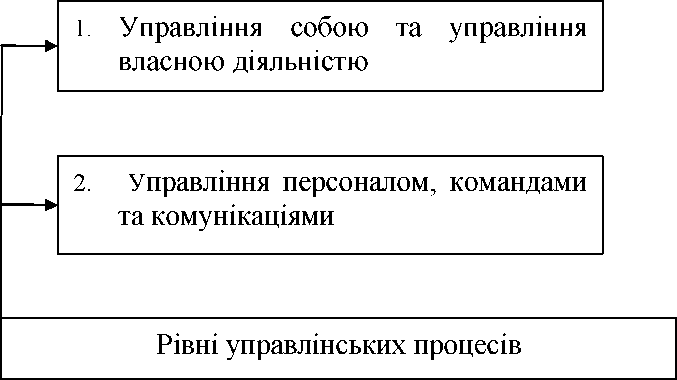 1. Управління собою та управління
власною діяльністю
2. Управління персоналом, командами
та комунікаціями
Рівні управлінських процесів